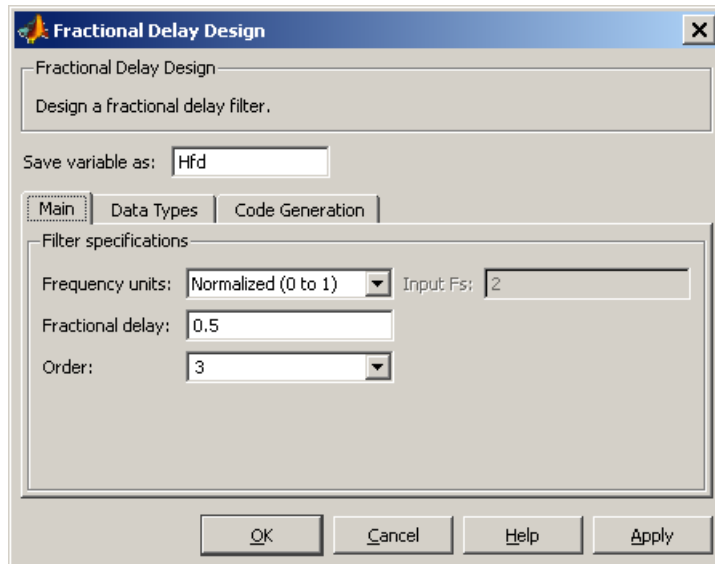 Fractional Delay Design
Fractional Delay Design
Design a fractional delay filter.
Save variable as: Hfd
Main Data Types Code Generation
Filter specifications
Frequency units: Normalized (0 to 1) Input Fs: 2
Fractional delay: 0.5
Order: 3
OK Cancel Help Apply